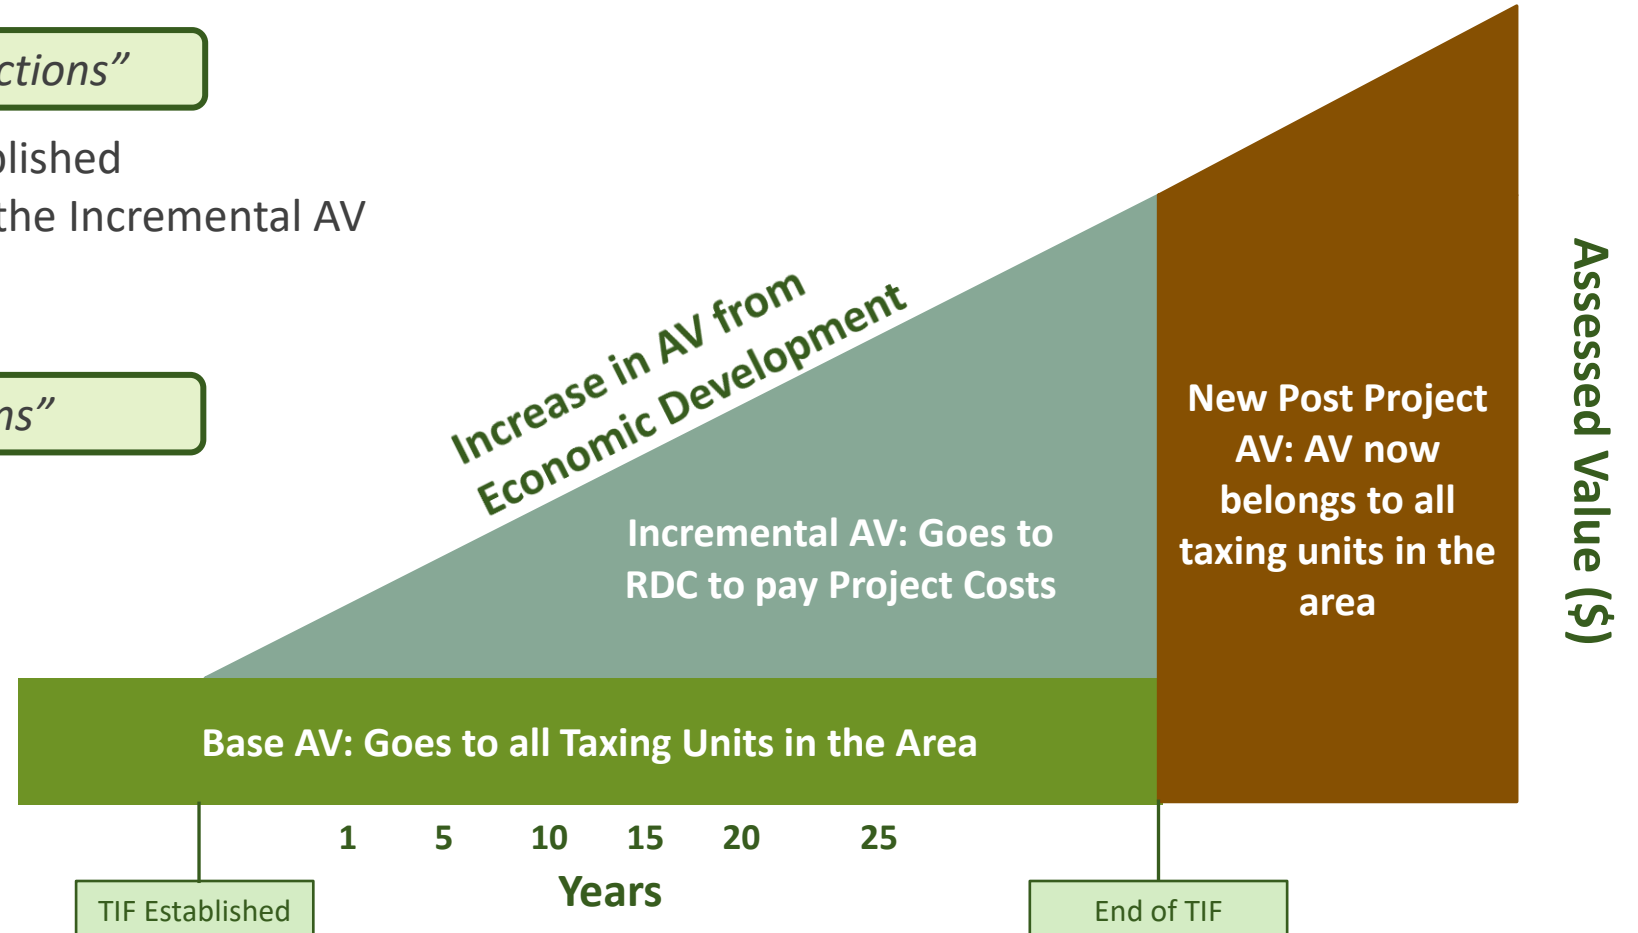 ctions”
blished
the Incremental AV
ns”
Increase in AV from
Economic Development
Incremental AV: Goes to
RDC to pay Project Costs
New Post Project
AV: AV now
belongs to all
taxing units in the
area
Assessed Value ($)
Base AV: Goes to all Taxing Units in the Area
1 5 10 15 20 25
Years
TIF Established
End of TIF